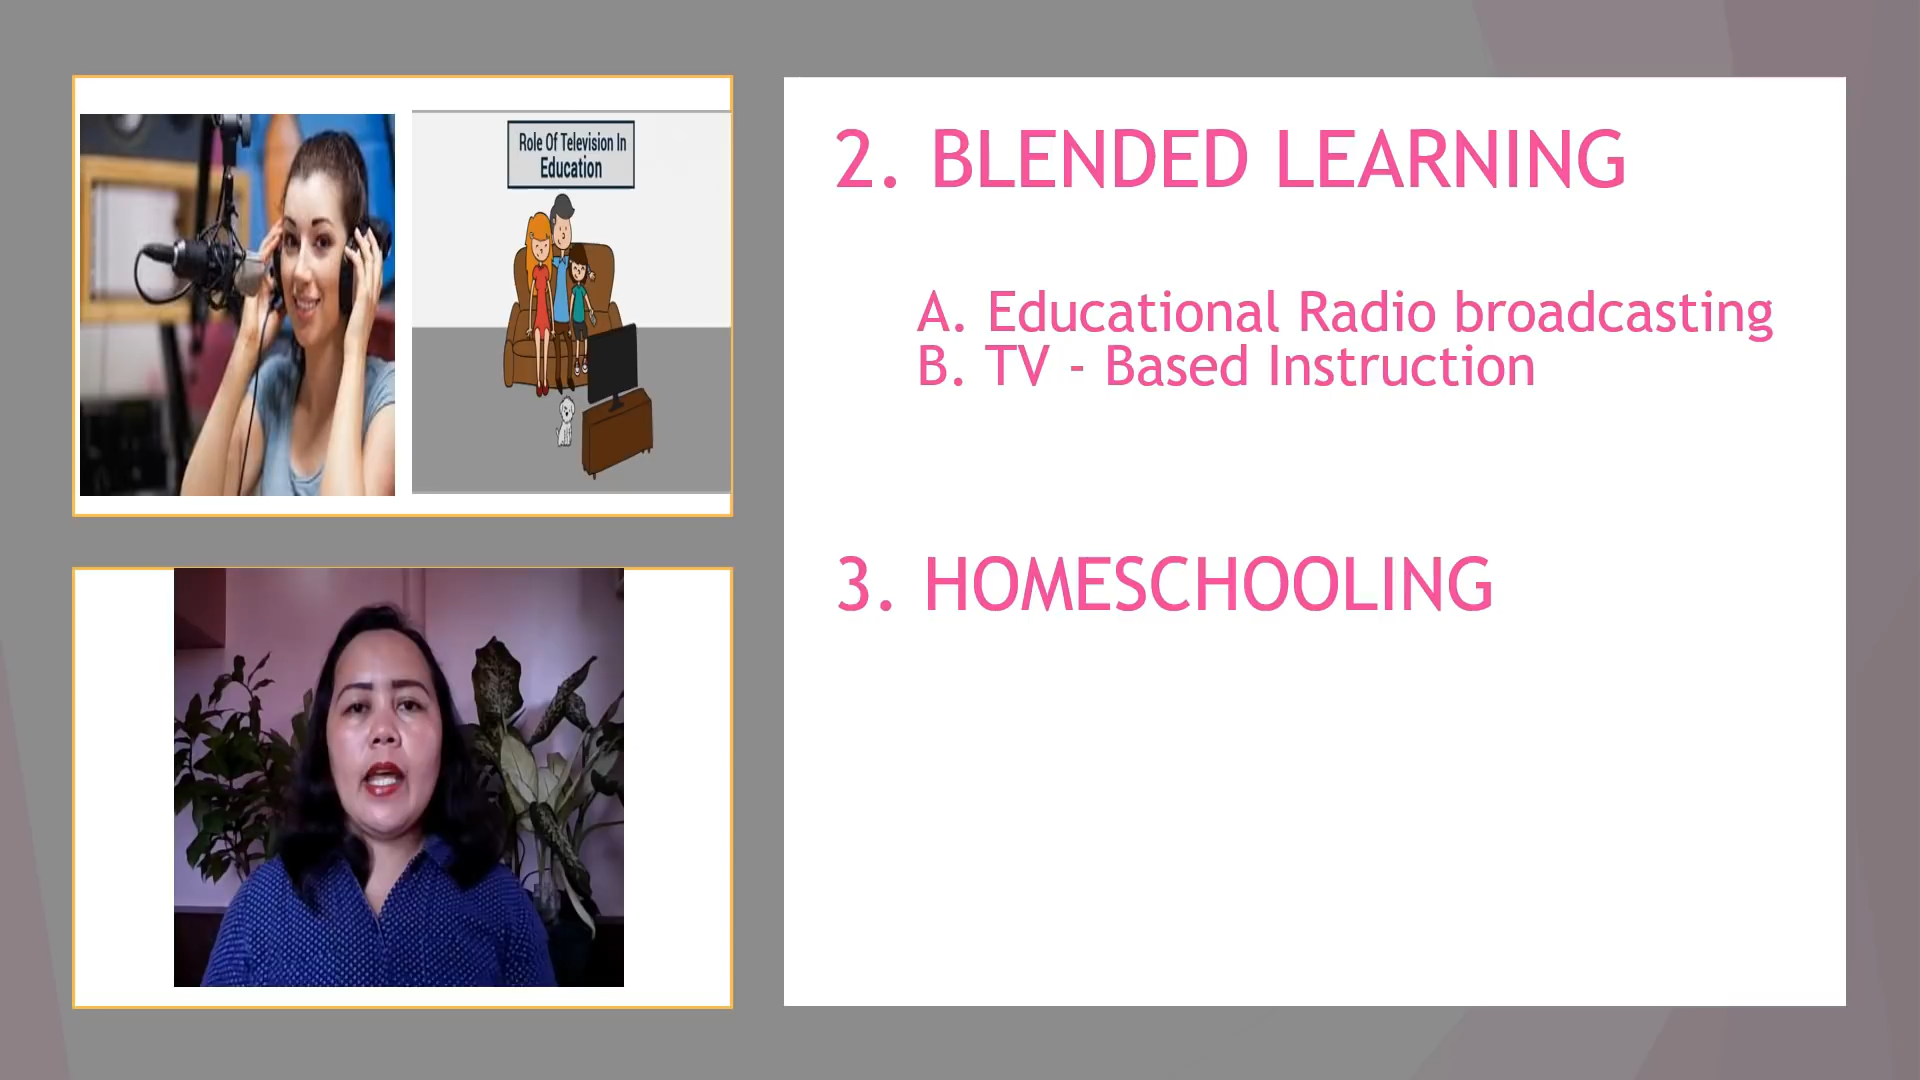 Role Of Television In
Education
2. BLENDED LEARNING
A. Educational Radio broadcasting
B. TV - Based Instruction
3. HOMESCHOOLING